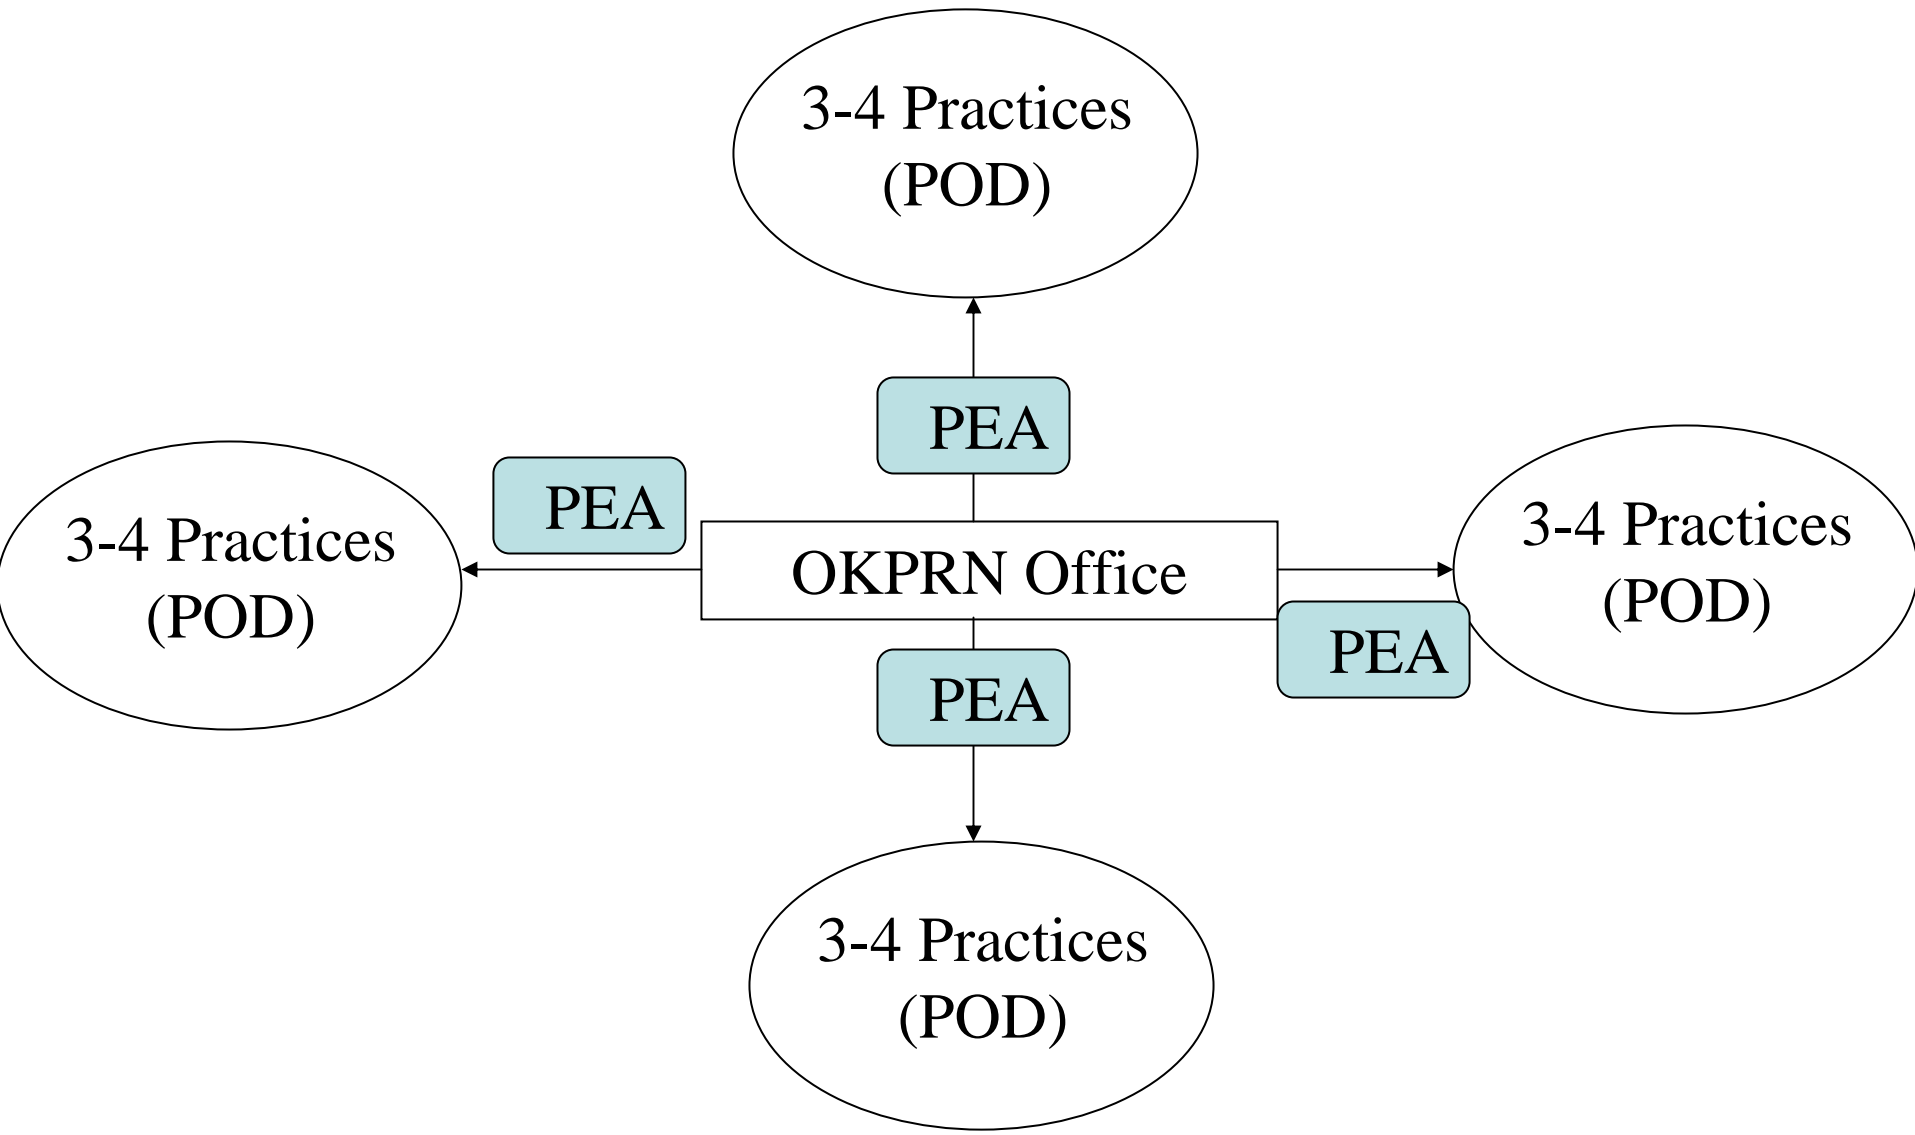 3-4 Practices
(POD)
PEA
PEA
3-4 Practices
(POD)
OKPRN Office
3-4 Practices
(POD)
PEA
PEA
3-4 Practices
(POD)